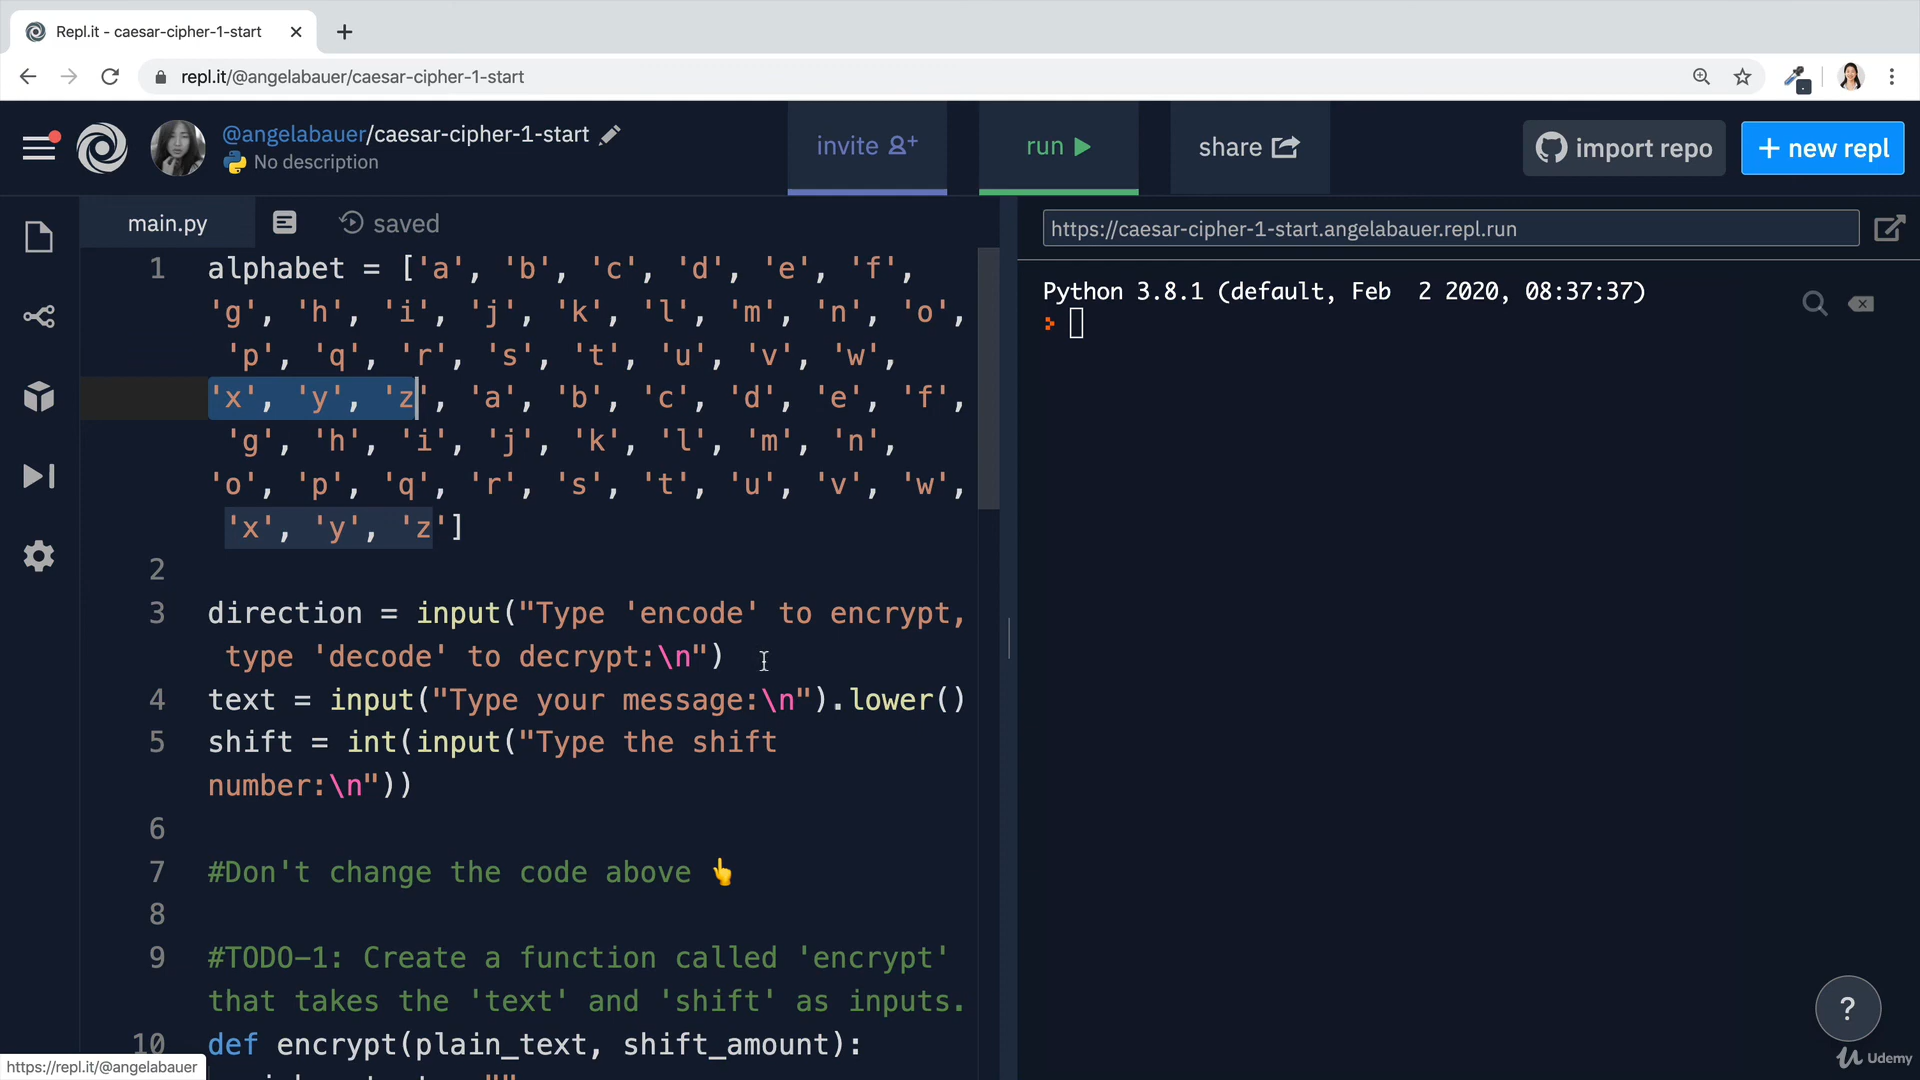 Repl.it - caesar-cipher-1-start
repl.it/@angelabauer/caesar-cipher-1-start
@angelabauer/caesar-cipher-1-start
No description
invite
run
share
import repo
+ new repl
main.py
saved
https://caesar-cipher-1-start.angelabauer.repl.run
1 alphabet = ['a', 'b', 'c', 'd', 'e', 'f',
'g', 'h', 'i', 'j', 'k', 'l', 'm', 'n', 'o',
'p', 'q', 'r', 's', 't', 'u', 'v', 'w',
'x', 'y', 'z', 'a', 'b', 'c', 'd', 'e', 'f',
'g', 'h', 'i', 'j', 'k', 'l', 'm', 'n',
'o', 'p', 'q', 'r', 's', 't', 'u', 'v', 'w',
'x', 'y', 'z']
2
3 direction = input("Type 'encode' to encrypt,
type 'decode' to decrypt:\n")
4 text = input("Type your message:\n").lower()
5 shift = int(input("Type the shift
number:\n"))
6
7 #Don't change the code above 👆
8
9 #TODO-1: Create a function called 'encrypt'
that takes the 'text' and 'shift' as inputs.
10 def encrypt(plain_text, shift_amount):
Python 3.8.1 (default, Feb  2 2020, 08:37:37)
?
Udemy
https://repl.it/@angelabauer